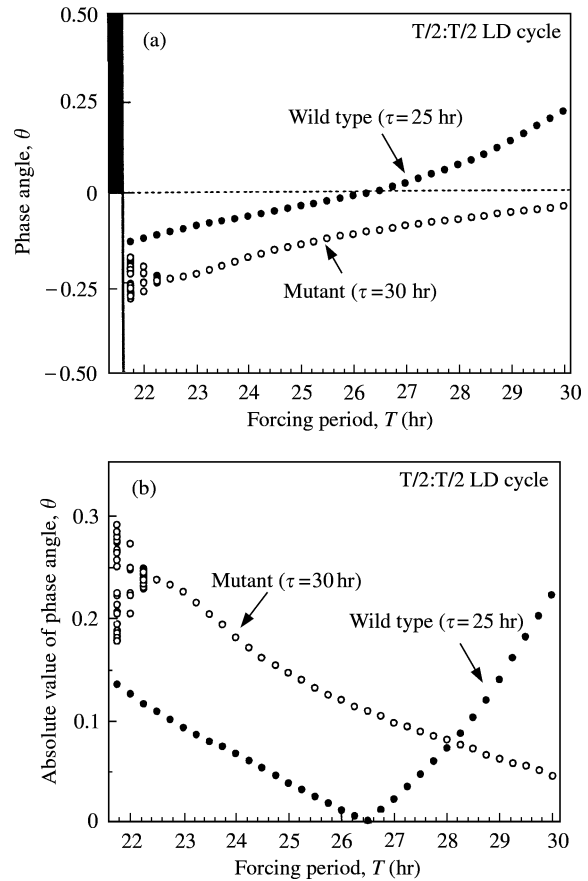 0.50
(a)
T/2:T/2 LD cycle
0.25
Wild type (τ=25 hr)
0
Phase angle, θ
−0.25
Mutant (τ=30 hr)
−0.50
22 23 24 25 26 27 28 29 30
Forcing period, T (hr)
(b)
T/2:T/2 LD cycle
0.3
Mutant (τ=30 hr)
Wild type (τ=25 hr)
0.2
Absolute value of phase angle, θ
0.1
0
22 23 24 25 26 27 28 29 30
Forcing period, T (hr)